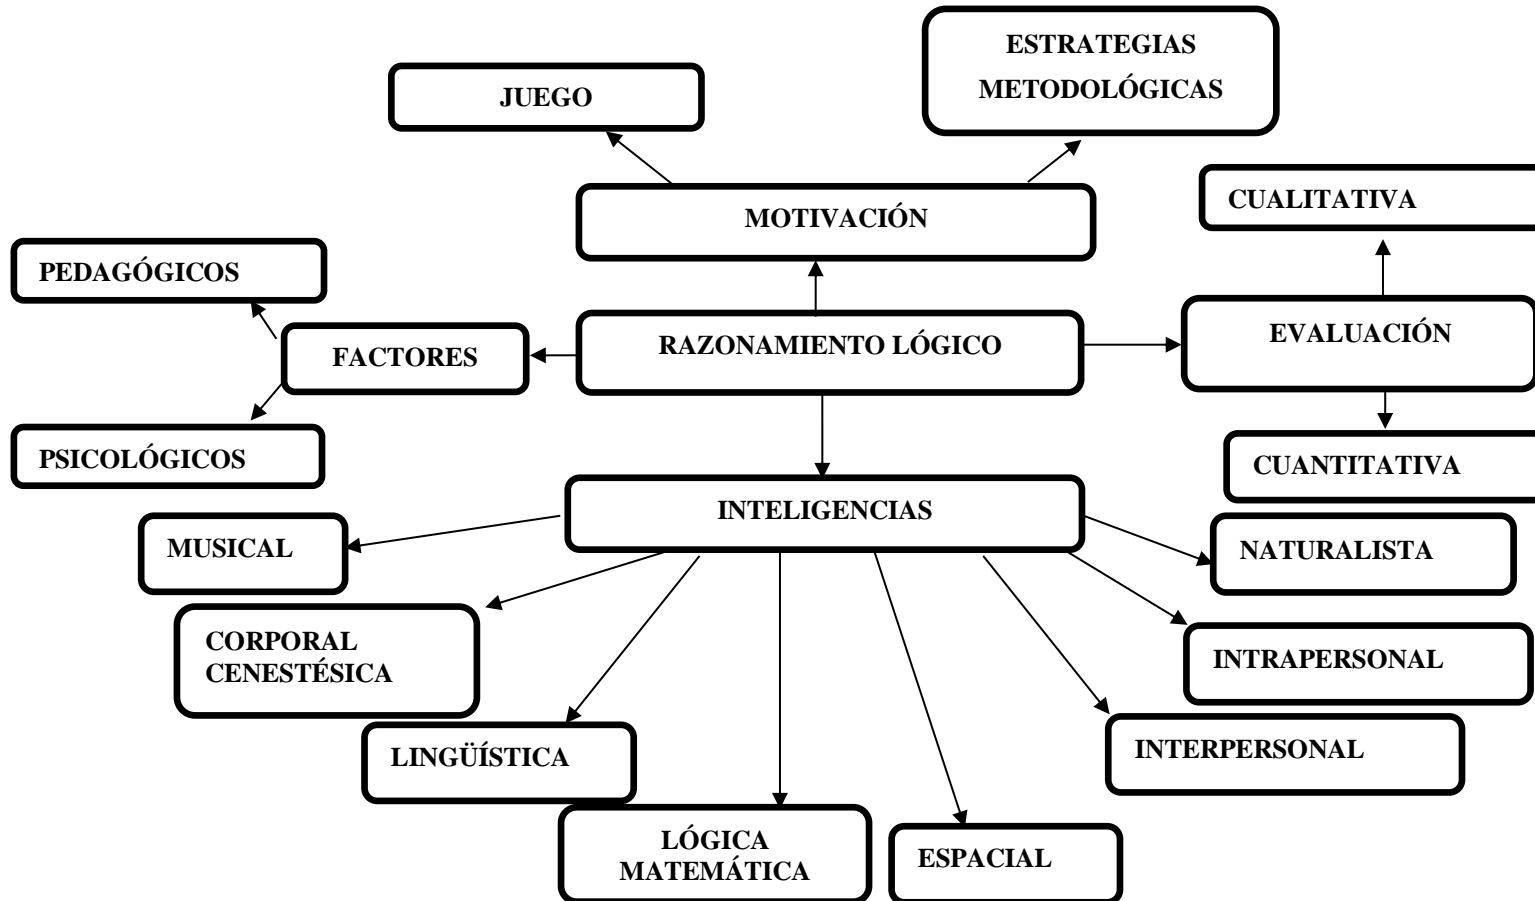 ESTRATEGIAS
METODOLÓGICAS
JUEGO
CUALITATIVA
MOTIVACIÓN
PEDAGÓGICOS
EVALUACIÓN
RAZONAMIENTO LÓGICO
FACTORES
PSICOLÓGICOS
CUANTITATIVA
INTELIGENCIAS
MUSICAL
NATURALISTA
CORPORAL
CENESTÉSICA
INTRAPERSONAL
LINGÜÍSTICA
INTERPERSONAL
LÓGICA
MATEMÁTICA
ESPACIAL